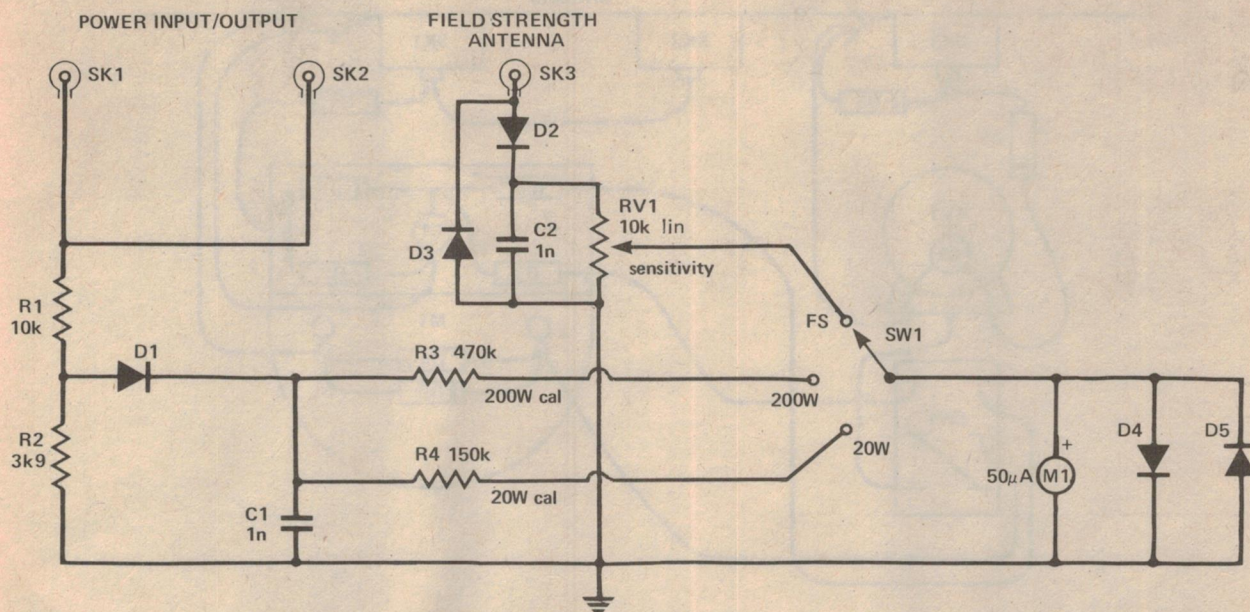 POWER INPUT/OUTPUT
FIELD STRENGTH
ANTENNA
SK1
SK2
SK3
D2
RV1
10k lin
C2
1n
D3
sensitivity
R1
10k
FS
SW1
D1
R3 470k
200W cal
200W
R2
3k9
R4 150k
20W cal
20W
D4
D5
+
50μA
M1
C1
1n